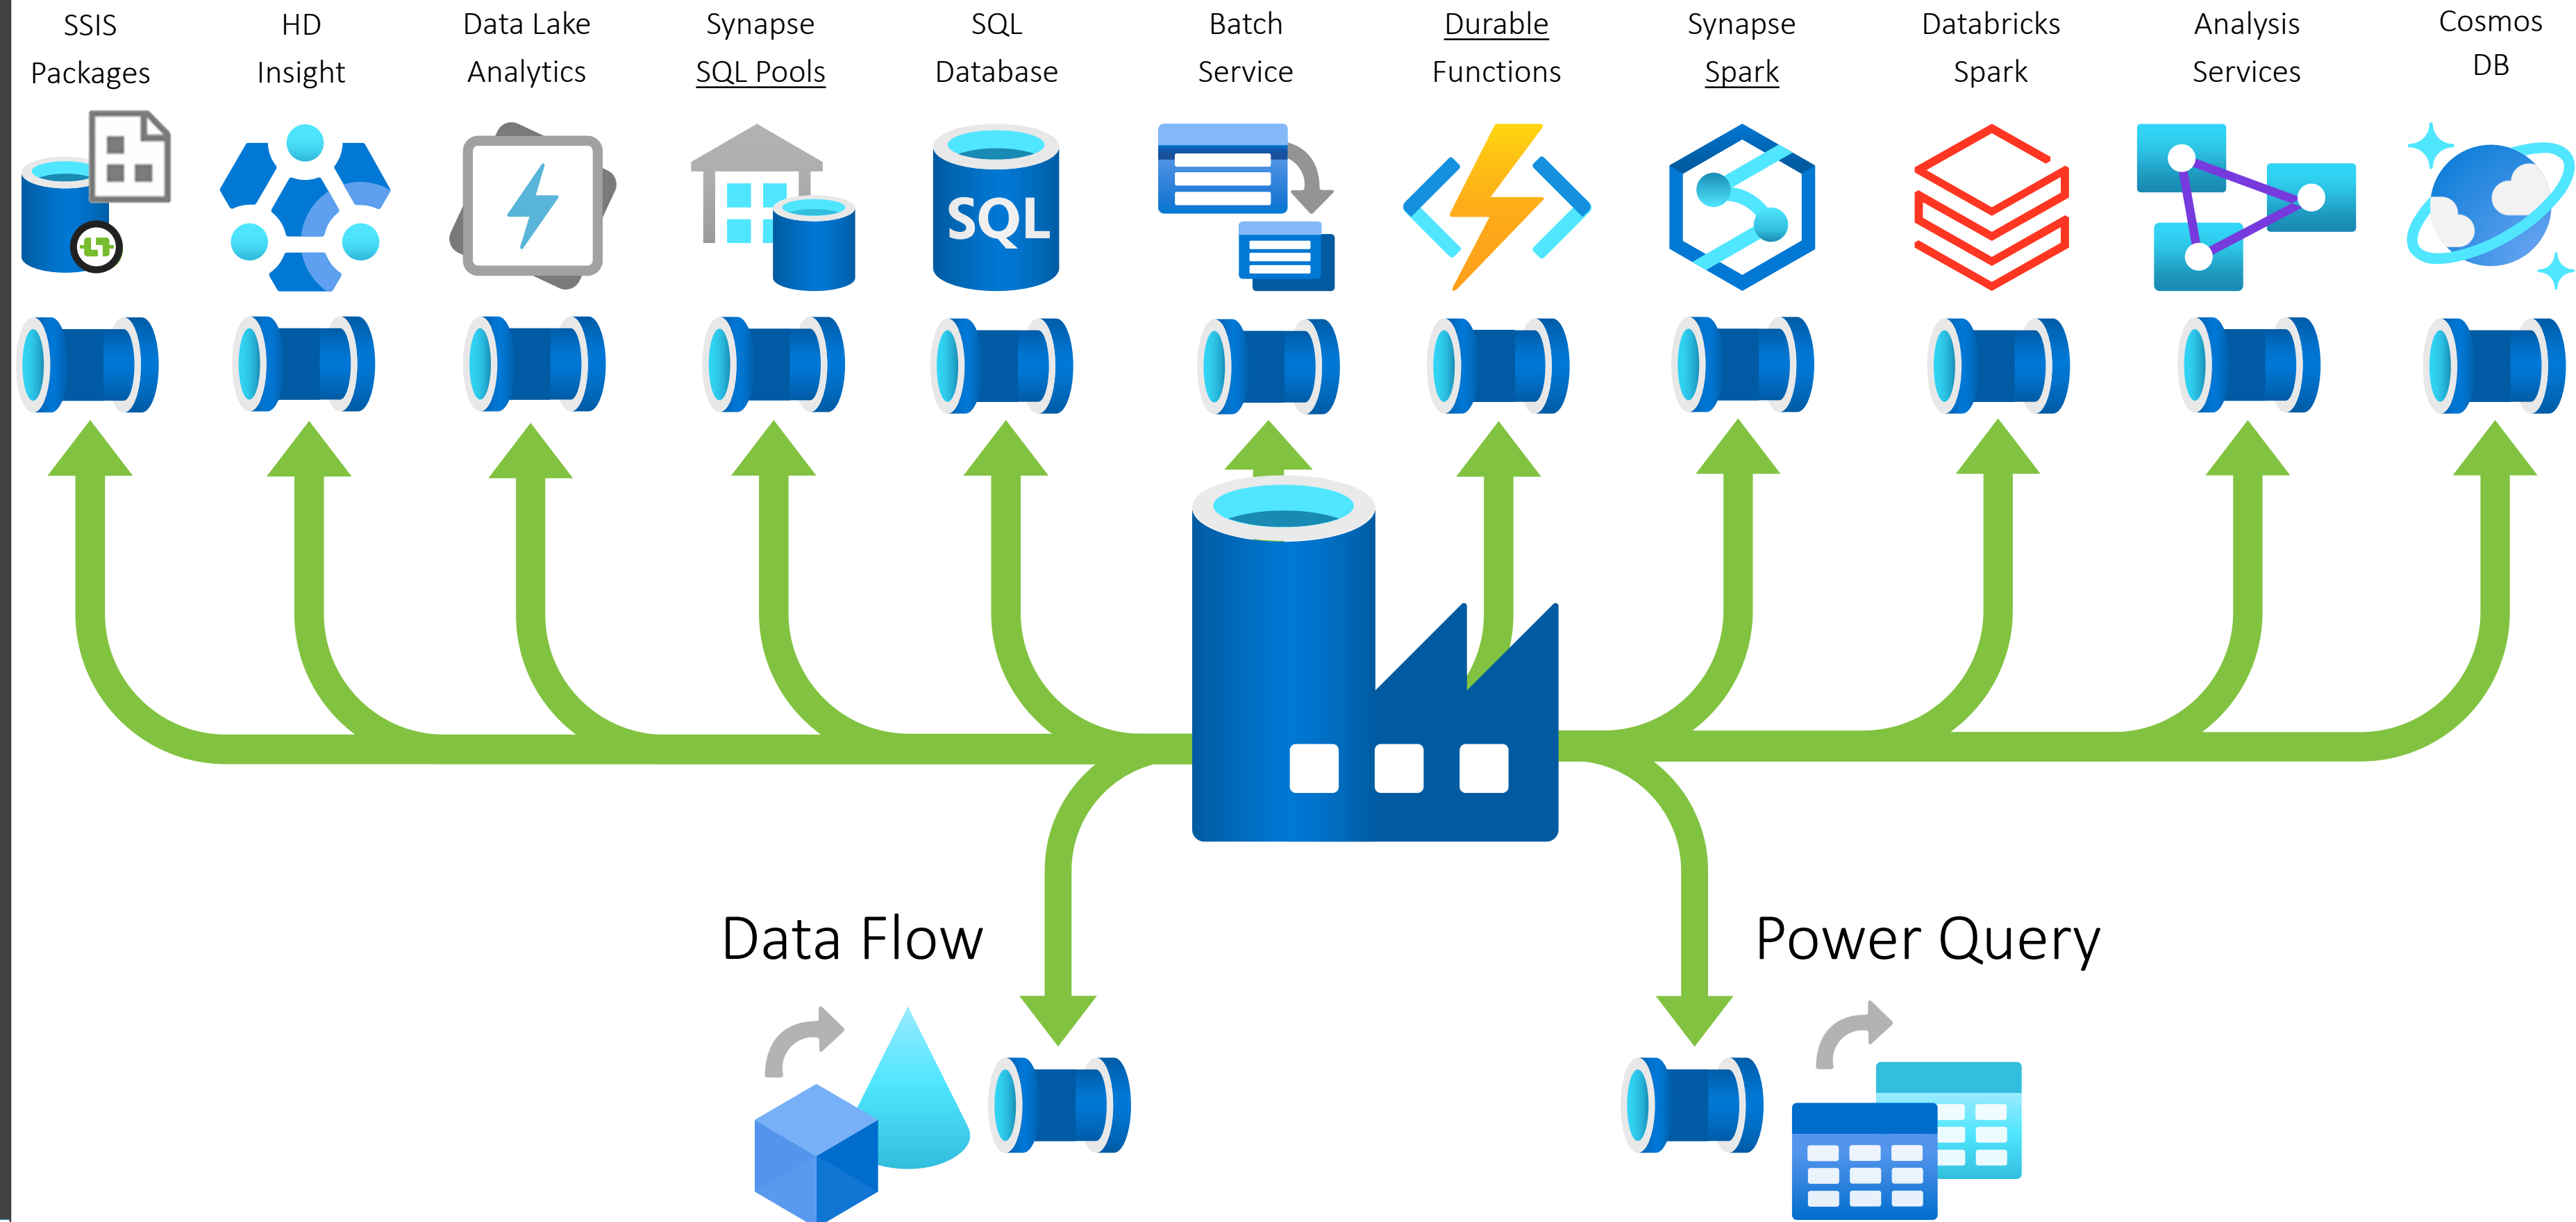 SSIS
Packages
HD
Insight
Data Lake
Analytics
Synapse
SQL Pools
SQL
Database
Batch
Service
Durable
Functions
Synapse
Spark
Databricks
Spark
Analysis
Services
Cosmos
DB
SQL
Data Flow
Power Query